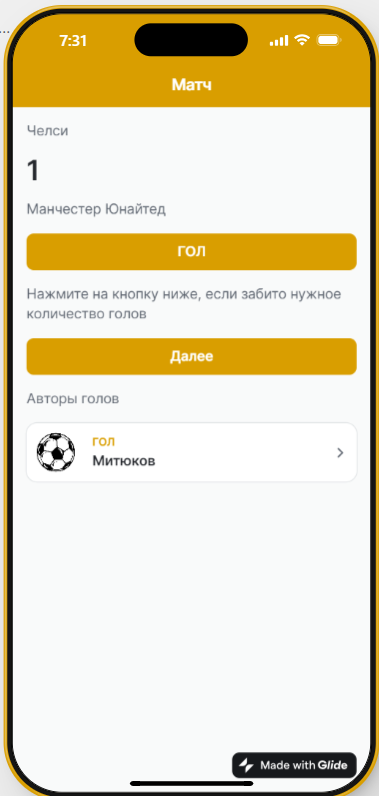 ...
7:31
Матч
Челси
1
Манчестер Юнайтед
ГОЛ
Нажмите на кнопку ниже, если забито нужное
количество голов
Далее
Авторы голов
ГОЛ
Митюков
Made with Glide